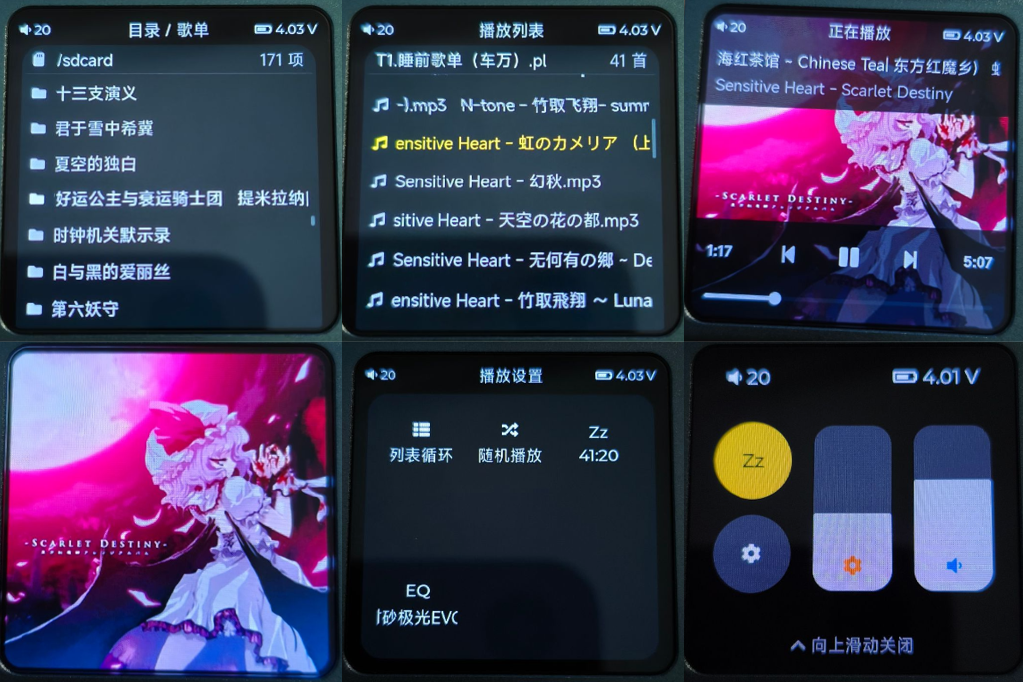 20 目录 / 歌单 4.03 V
/sdcard 171 项
十三支演义
君于雪中希冀
夏空的独白
好运公主与衰运骑士团 提米拉纳
时钟机关默示录
白与黑的爱丽丝
第六妖守
20 播放列表 4.03 V
T1.睡前歌单（车万）.pl 41 首
-).mp3 N-tone - 竹取飞翔- sumr
ensitive Heart - 虹のカメリア （上
Sensitive Heart - 幻秋.mp3
sitive Heart - 天空の花の都.mp3
Sensitive Heart - 无何有の郷 ~ De
ensitive Heart - 竹取飛翔 ～ Luna
20 正在播放 4.03 V
海红茶馆 ~ Chinese Tea| 东方红魔乡)
Sensitive Heart - Scarlet Destiny
-SCARLET DESTINY-
1:17 5:07
-SCARLET DESTINY-
20 播放设置 4.03 V
列表循环 随机播放 Zz
41:20
EQ
砂极光EVO
20 4.01 V
Zz
向上滑动关闭